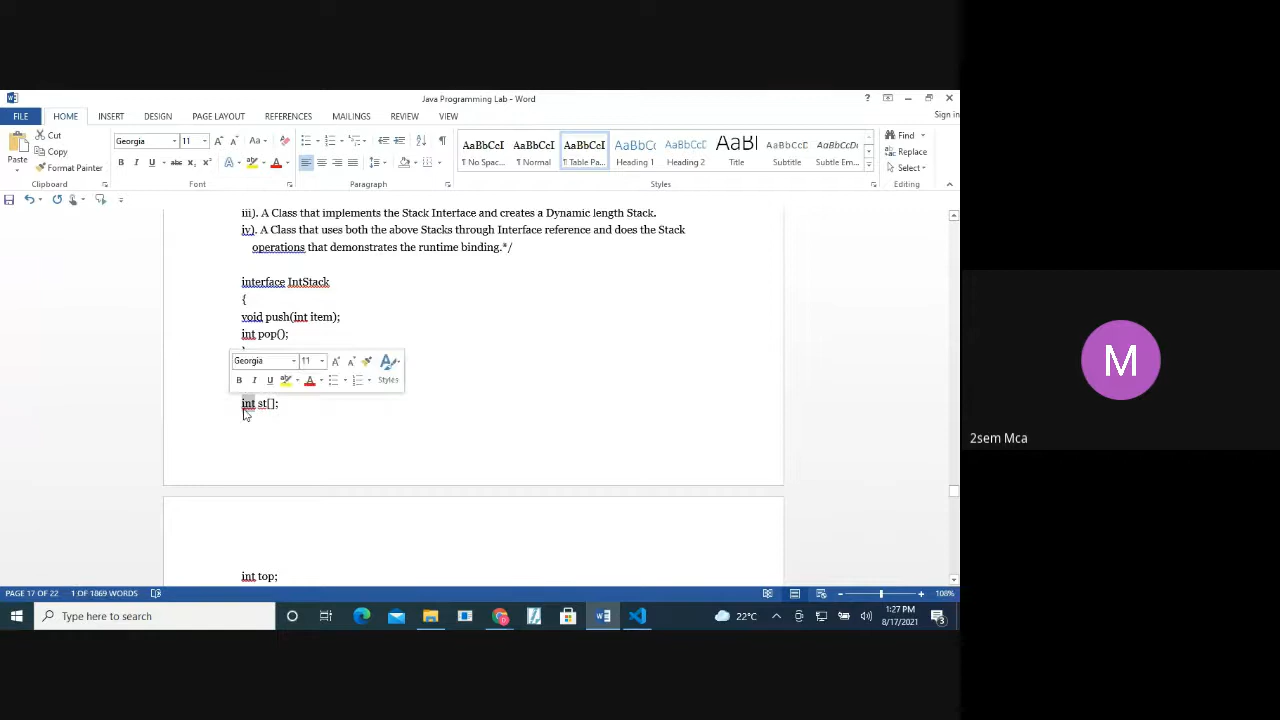 Java Programming Lab - Word
Sign in
FILE HOME INSERT DESIGN PAGE LAYOUT REFERENCES MAILINGS REVIEW VIEW
Paste
Cut
Copy
Format Painter
Clipboard
Georgia 11
Font
Paragraph
AaBbCcI AaBbCcI AaBbCcI AaBbCc AaBbCcD AaBI AaBbCcD AaBbCcDι
¶ No Spac... ¶ Normal ¶ Table Pa... Heading 1 Heading 2 Title Subtitle Subtle Em...
Styles
Find
Replace
Select
Editing
iii). A Class that implements the Stack Interface and creates a Dynamic length Stack.
iv). A Class that uses both the above Stacks through Interface reference and does the Stack
operations that demonstrates the runtime binding.*/
interface IntStack
{
void push(int item);
int pop();
Georgia 11
B I U Styles
int st[];
int top;
PAGE 17 OF 22 1 OF 1869 WORDS
108%
Type here to search
22°C
1:27 PM
8/17/2021
3
M
2sem Mca